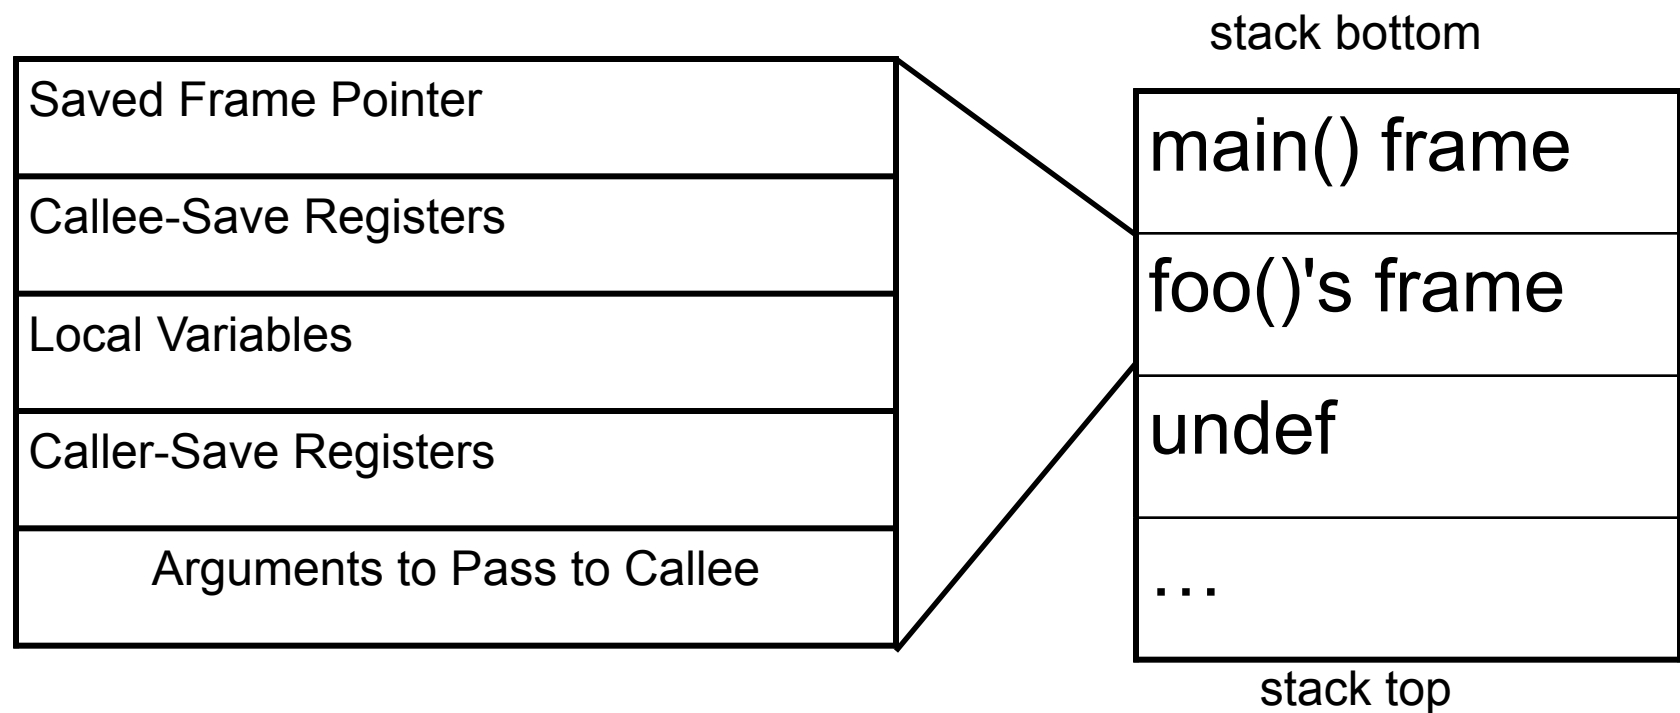 Saved Frame Pointer
Callee-Save Registers
Local Variables
Caller-Save Registers
Arguments to Pass to Callee
stack bottom
main() frame
foo()'s frame
undef
…
stack top